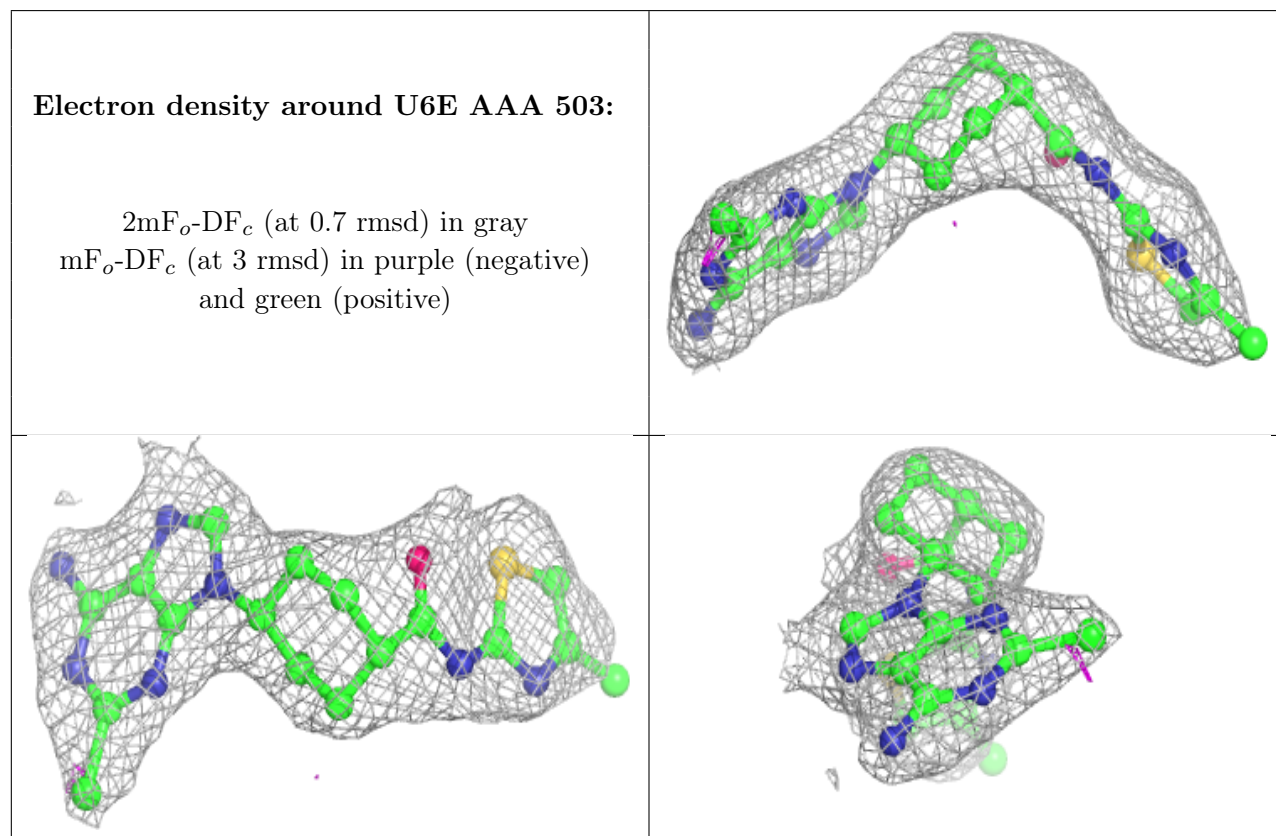 Electron density around U6E AAA 503:
2mFₒ-DF𝒸 (at 0.7 rmsd) in gray
mFₒ-DF𝒸 (at 3 rmsd) in purple (negative)
and green (positive)